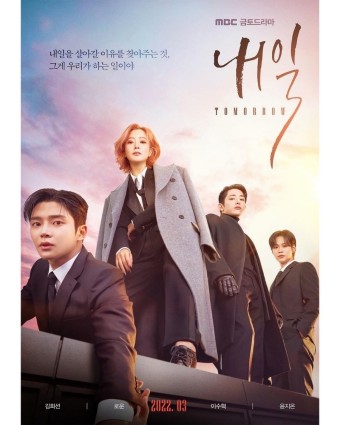 MBC 금토드라마
내일을 살아갈 이유를 찾아주는 것,
그게 우리가 하는 일이야
내일
TOMORROW
김희선 | 로운 2022.03 이수혁 | 윤지온